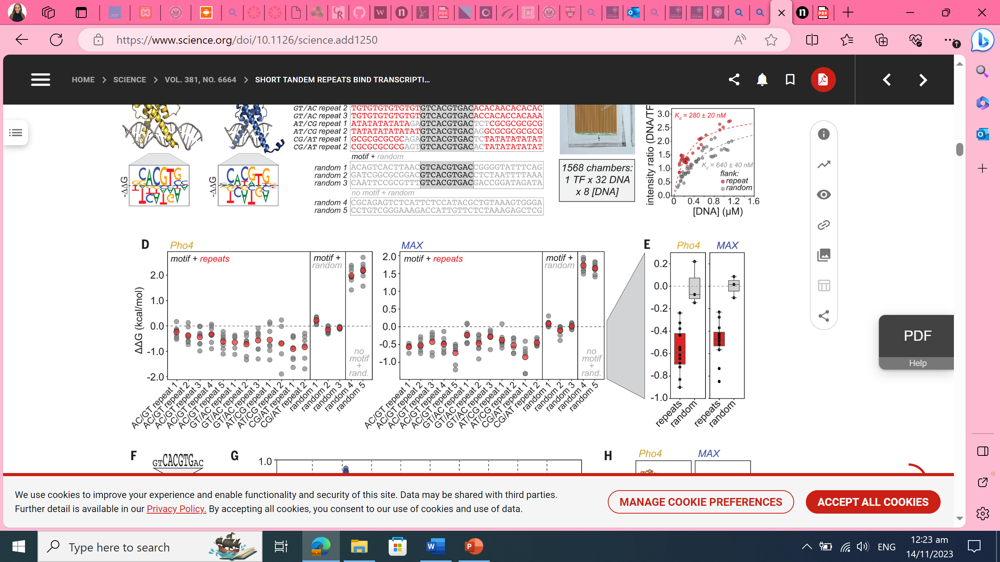 https://www.science.org/doi/10.1126/science.add1250
HOME > SCIENCE > VOL. 381, NO. 6664 > SHORT TANDEM REPEATS BIND TRANSCRIPTI...
GT/AC repeat 2 TGTGTGTGTGTGTGTCACGTGACACACAACACACAC
GT/AC repeat 3 TGTGTGTGTGTGTGTCACGTGACACCACACCACAAA
AT/CG repeat 1 ATATATATATAGAGTCACGTGACTCTCGCGCGCGCG
AT/CG repeat 2 TATATATATATATGTCACGTGACAGGCGCGCGCGCG
CG/AT repeat 1 GCGCGCGCGCAGAGTCACGTGACTCTATATATATAT
CG/AT repeat 2 CGCGCGCGCGAGTGTCACGTGACACTATATATATAT
motif + random
random 1 ACAGTCACTTAACGTCACGTGACCGGGGTATTTCAG
random 2 GATCGGCGCGGACGTCACGTGACCTCTAATTTTAAA
random 3 CAATTCCGCGTTTGTCACGTGACGACCGGATAGATA
no motif + random
random 4 CGCAGAGTCTCATTCTCCATACGCTGTAAAGTGGGA
random 5 CCTGTCGGGAAAGACCATTGTTCTCTAAAGAGCTCG
-ΔΔG
CACGTG
-ΔΔG
CACGTG
1568 chambers:
1 TF x 32 DNA
x 8 [DNA]
intensity ratio (DNA/TF
3.0
2.5
2.0
1.5
1.0
0.5
0.0
Kd = 280 ± 20 nM
Kd = 640 ± 40 nM
flank:
repeat
random
0 0.4 0.8 1.2 1.6
[DNA] (µM)
D
Pho4
motif + repeats
motif +
random
no
motif
+
rand.
ΔΔG (kcal/mol)
2.0
1.0
0.0
-1.0
-2.0
AC/GT repeat 1
AC/GT repeat 2
AC/GT repeat 3
AC/GT repeat 4
AC/GT repeat 5
GT/AC repeat 1
GT/AC repeat 2
GT/AC repeat 3
AT/CG repeat 1
AT/CG repeat 2
CG/AT repeat 1
CG/AT repeat 2
random 1
random 2
random 3
random 4
random 5
MAX
motif + repeats
motif +
random
no
motif
+
rand.
2.0
1.5
1.0
0.5
0.0
-0.5
-1.0
AC/GT repeat 1
AC/GT repeat 2
AC/GT repeat 3
AC/GT repeat 4
AC/GT repeat 5
GT/AC repeat 1
GT/AC repeat 2
GT/AC repeat 3
AT/CG repeat 1
AT/CG repeat 2
CG/AT repeat 1
CG/AT repeat 2
random 1
random 2
random 3
random 4
random 5
E
Pho4 MAX
0.2
0.0
-0.2
-0.4
-0.6
-0.8
-1.0
repeats
random
repeats
random
PDF
Help
F
GTCACGTGAC
G
1.0
H
Pho4 MAX
We use cookies to improve your experience and enable functionality and security of this site. Data may be shared with third parties.
Further detail is available in our Privacy Policy. By accepting all cookies, you consent to our use of cookies and use of data.
MANAGE COOKIE PREFERENCES
ACCEPT ALL COOKIES
Type here to search
ENG
12:23 am
14/11/2023